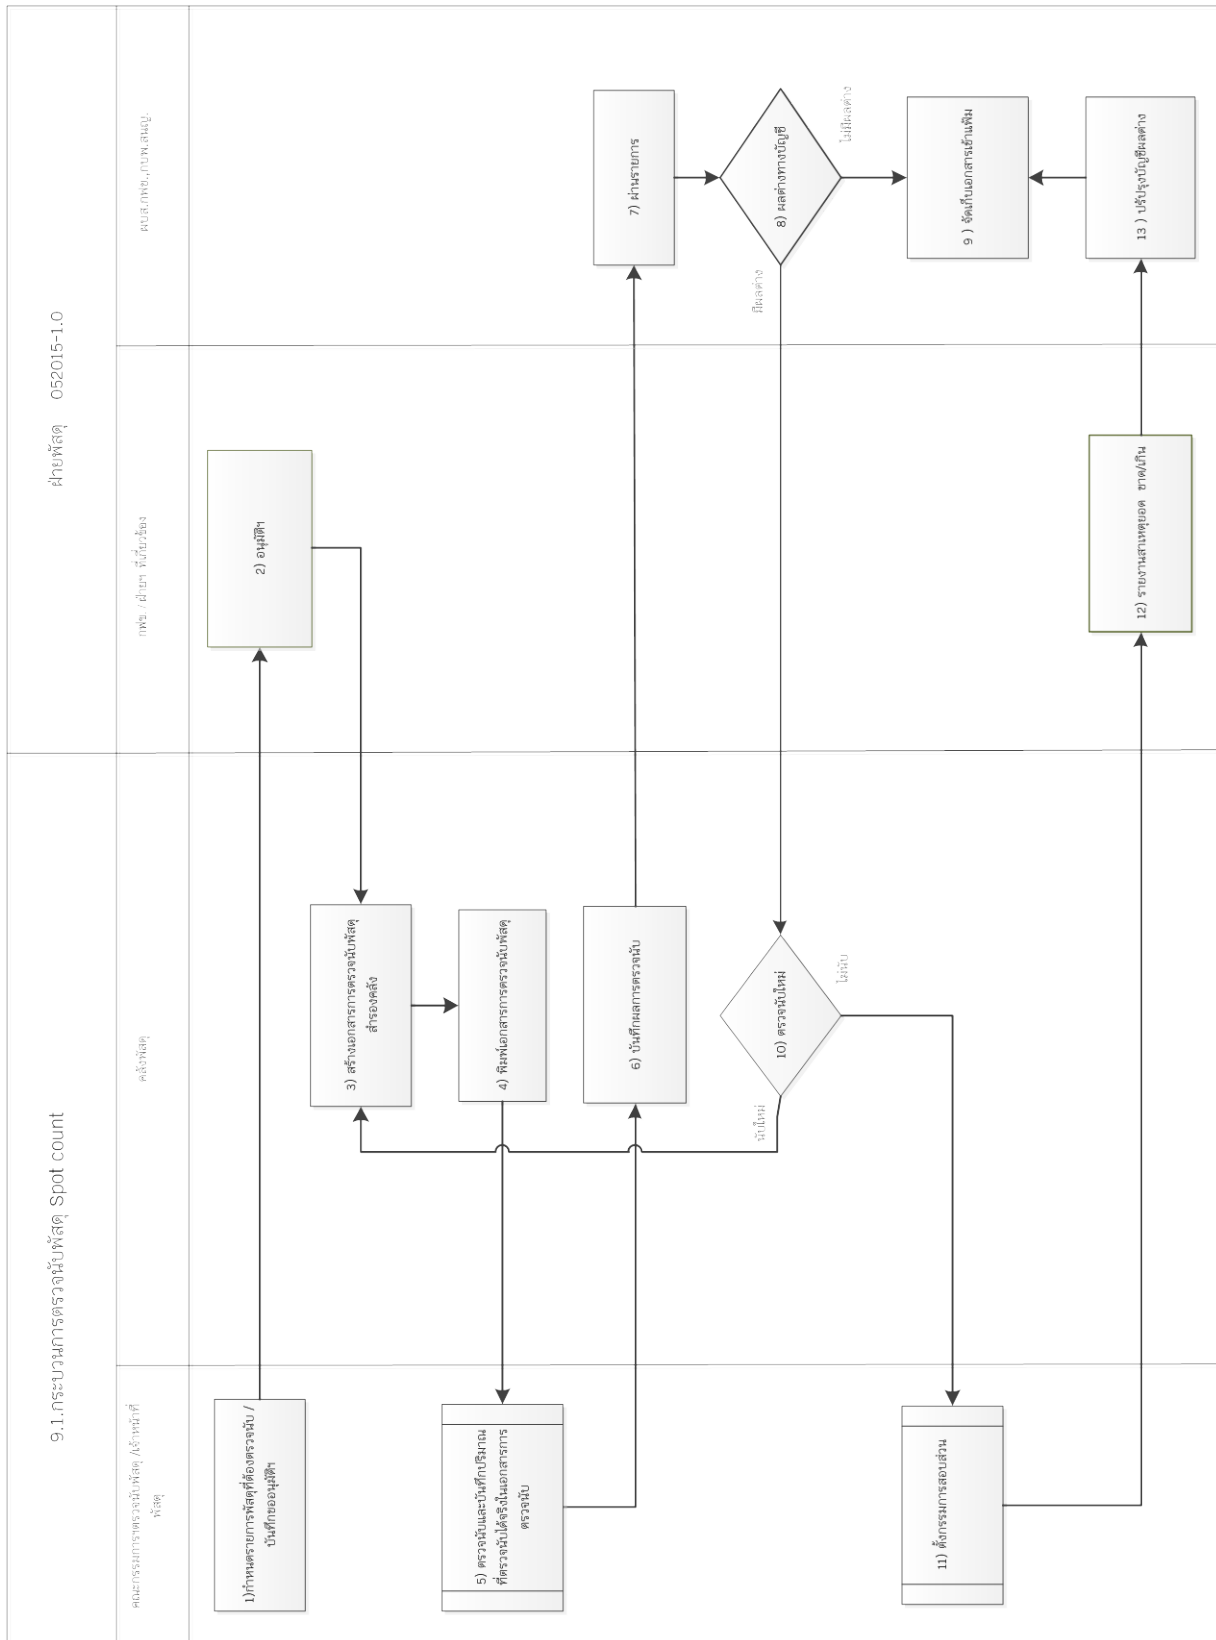 9.1.กระบวนการตรวจนับพัสดุ Spot count
ฝ่ายพัสดุ 052015-1.0
คณะกรรมการฯตรวจนับพัสดุ /เจ้าหน้าที่
พัสดุ
คลังพัสดุ
กฟข / ฝ่ายฯ ที่เกี่ยวข้อง
ผบส.กฟข.,กบพ.สนญ.
1)กำหนดรายการพัสดุที่ต้องตรวจนับ /
บันทึกขออนุมัติฯ
2) อนุมัติฯ
3) สร้างเอกสารการตรวจนับพัสดุ
สำรองคลัง
4) พิมพ์เอกสารการตรวจนับพัสดุ
5) ตรวจนับและบันทึกปริมาณ
ที่ตรวจนับได้จริงในเอกสารการ
ตรวจนับ
6) บันทึกผลการตรวจนับ
7) ผ่านรายการ
8) ผลต่างทางบัญชี
ไม่มีผลต่าง
มีผลต่าง
9 ) จัดเก็บเอกสารเข้าแฟ้ม
10) ตรวจนับใหม่
ไม่นับ
นับใหม่
11) ตั้งกรรมการสอบสวน
12) รายงานสาเหตุยอด ขาด/เกิน
13 ) ปรับปรุงบัญชีผลต่าง